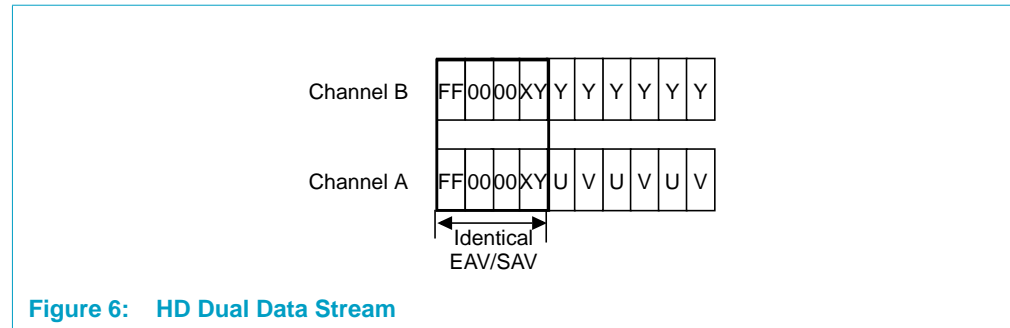 Channel B FF 00 00 XY Y Y Y Y Y Y
Channel A FF 00 00 XY U V U V U V
Identical
EAV/SAV
Figure 6: HD Dual Data Stream